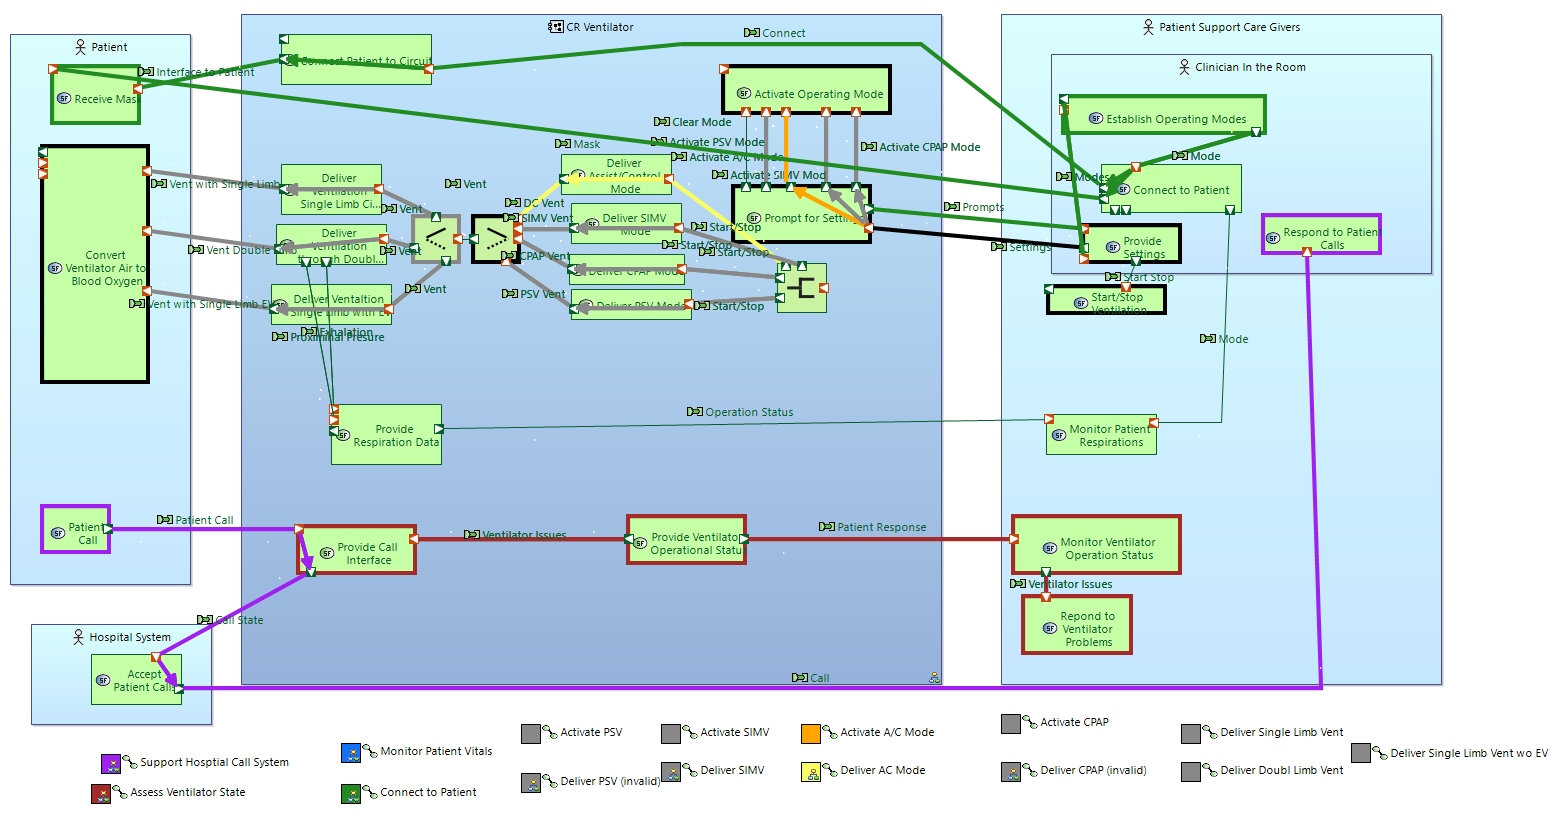 CR Ventilator
Patient Support Care Givers
Patient
Connect
Clinician In the Room
Interface to Patient
Connect Patient to Circuit
Receive Mas
Activate Operating Mode
Establish Operating Modes
Clear Mode
Mask
Activate PSV Mode
Activate CPAP Mode
Activate A/C Mode
Mode
Activate SIMV Mod
Modes
Deliver
Assist/Control
Mode
Deliver
Ventilation
Single Limb Ci...
Vent with Single Limb
Vent
Connect to Patient
DC Vent
SIMV Vent
Vent
Prompts
Deliver SIMV
Mode
Start/Stop
Prompt for Settin
Respond to Patient
Calls
Deliver
Ventilation
through Doubl...
Vent Double
Vent
Start/Stop
Start/Stop
Settings
Provide
Settings
Convert
Ventilator Air to
Blood Oxygen
CPAP Vent
Deliver CPAP Mod
Start Stop
Vent
PSV Vent
Vent with Single Limb EV
Deliver Ventaltion
Single Limb with E
Deliver PSV Mode
Start/Stop
Start/Stop
Ventilation
Exhalation
Proximinal Presure
Mode
Operation Status
Provide
Respiration Data
Monitor Patient
Respirations
Patient Call
Patient
Call
Ventilator Issues
Patient Response
Provide Call
Interface
Provide Ventilato
Operational Status
Monitor Ventilator
Operation Status
Ventilator Issues
Repond to
Ventilator
Problems
Call State
Hospital System
Accept
Patient Calls
Call
Activate PSV
Activate SIMV
Activate A/C Mode
Activate CPAP
Deliver Single Limb Vent
Support Hosptial Call System
Monitor Patient Vitals
Deliver PSV (invalid)
Deliver SIMV
Deliver AC Mode
Deliver CPAP (invalid)
Deliver Doubl Limb Vent
Deliver Single Limb Vent wo EV
Assess Ventilator State
Connect to Patient